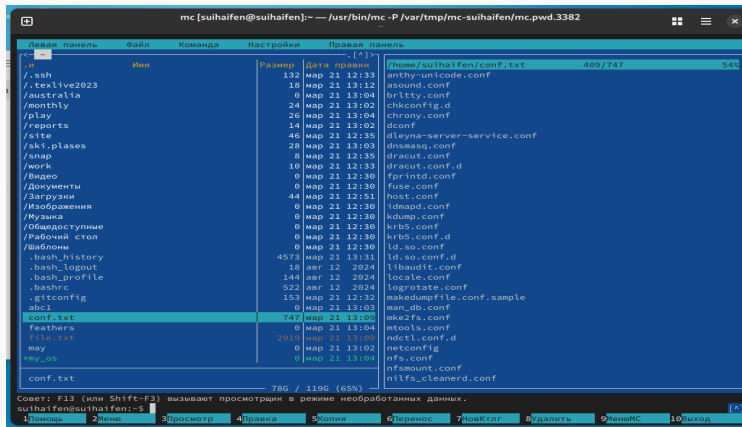 mc [suihaifen@suihaifen]:~ — /usr/bin/mc -P /var/tmp/mc-suihaifen/mc.pwd.3382
Левая панель Файл Команда Настройки Правая панель
<- ~ .[^]>
.и Имя Размер Дата правки
/.ssh 132 мар 21 12:33
/.texlive2023 18 мар 21 13:12
/australia 0 мар 21 13:04
/monthly 24 мар 21 13:02
/play 26 мар 21 13:04
/reports 14 мар 21 13:02
/site 46 мар 21 12:35
/ski.plases 28 мар 21 13:03
/snap 8 мар 21 12:35
/work 10 мар 21 12:33
/Видео 0 мар 21 12:30
/Документы 0 мар 21 12:30
/Загрузки 44 мар 21 12:51
/Изображения 0 мар 21 12:30
/Музыка 0 мар 21 12:30
/Общедоступные 0 мар 21 12:30
/Рабочий стол 0 мар 21 12:30
/Шаблоны 0 мар 21 12:30
.bash_history 4573 мар 21 13:31
.bash_logout 18 авг 12 2024
.bash_profile 144 авг 12 2024
.bashrc 522 авг 12 2024
.gitconfig 153 мар 21 12:32
abc1 0 мар 21 13:03
conf.txt 747 мар 21 13:09
feathers 0 мар 21 13:04
file.txt 2919 мар 21 13:09
may 0 мар 21 13:02
*my_os 0 мар 21 13:04
conf.txt
78G / 119G (65%)
/home/suihaifen/conf.txt 409/747 54%
anthy-unicode.conf
asound.conf
brltty.conf
chkconfig.d
chrony.conf
dconf
dleyna-server-service.conf
dnsmasq.conf
dracut.conf
dracut.conf.d
fprintd.conf
fuse.conf
host.conf
idmapd.conf
kdump.conf
krb5.conf
krb5.conf.d
ld.so.conf
ld.so.conf.d
libaudit.conf
locale.conf
logrotate.conf
makedumpfile.conf.sample
man_db.conf
mke2fs.conf
mtools.conf
ndctl.conf.d
netconfig
nfs.conf
nfsmount.conf
nilfs_cleanerd.conf
Совет: F13 (или Shift-F3) вызывают просмотрщик в режиме необработанных данных.
suihaifen@suihaifen:~$ [^]
1Помощь 2Меню 3Просмотр 4Правка 5Копия 6Перенос 7НовКтлг 8Удалить 9МенюMC 10Выход